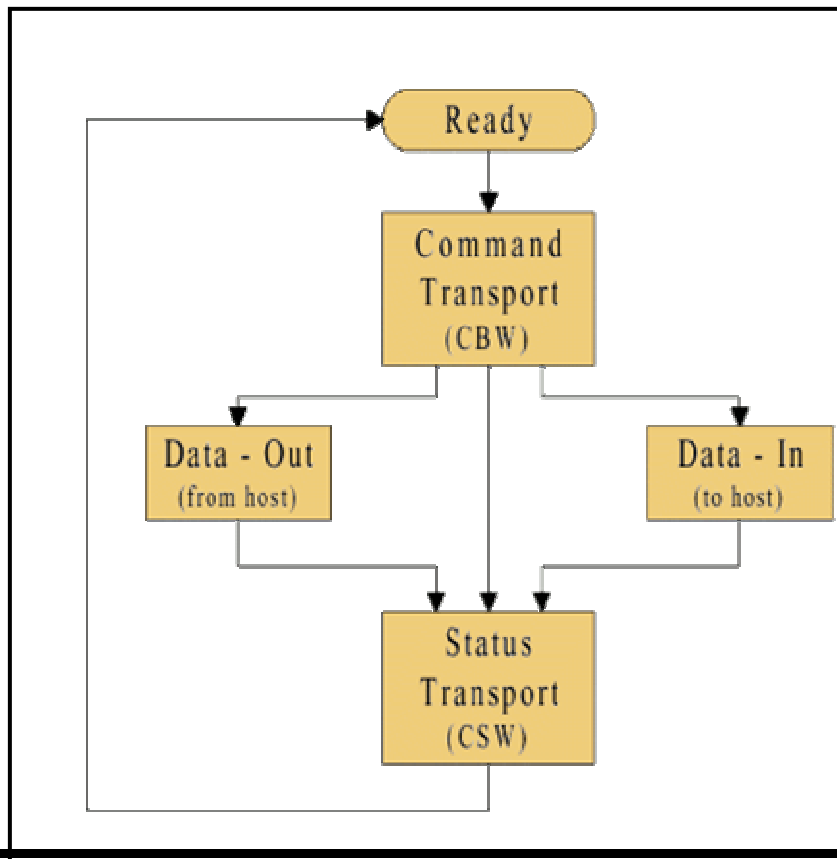 Ready
Command
Transport
(CBW)
Data - Out
(from host)
Data - In
(to host)
Status
Transport
(CSW)